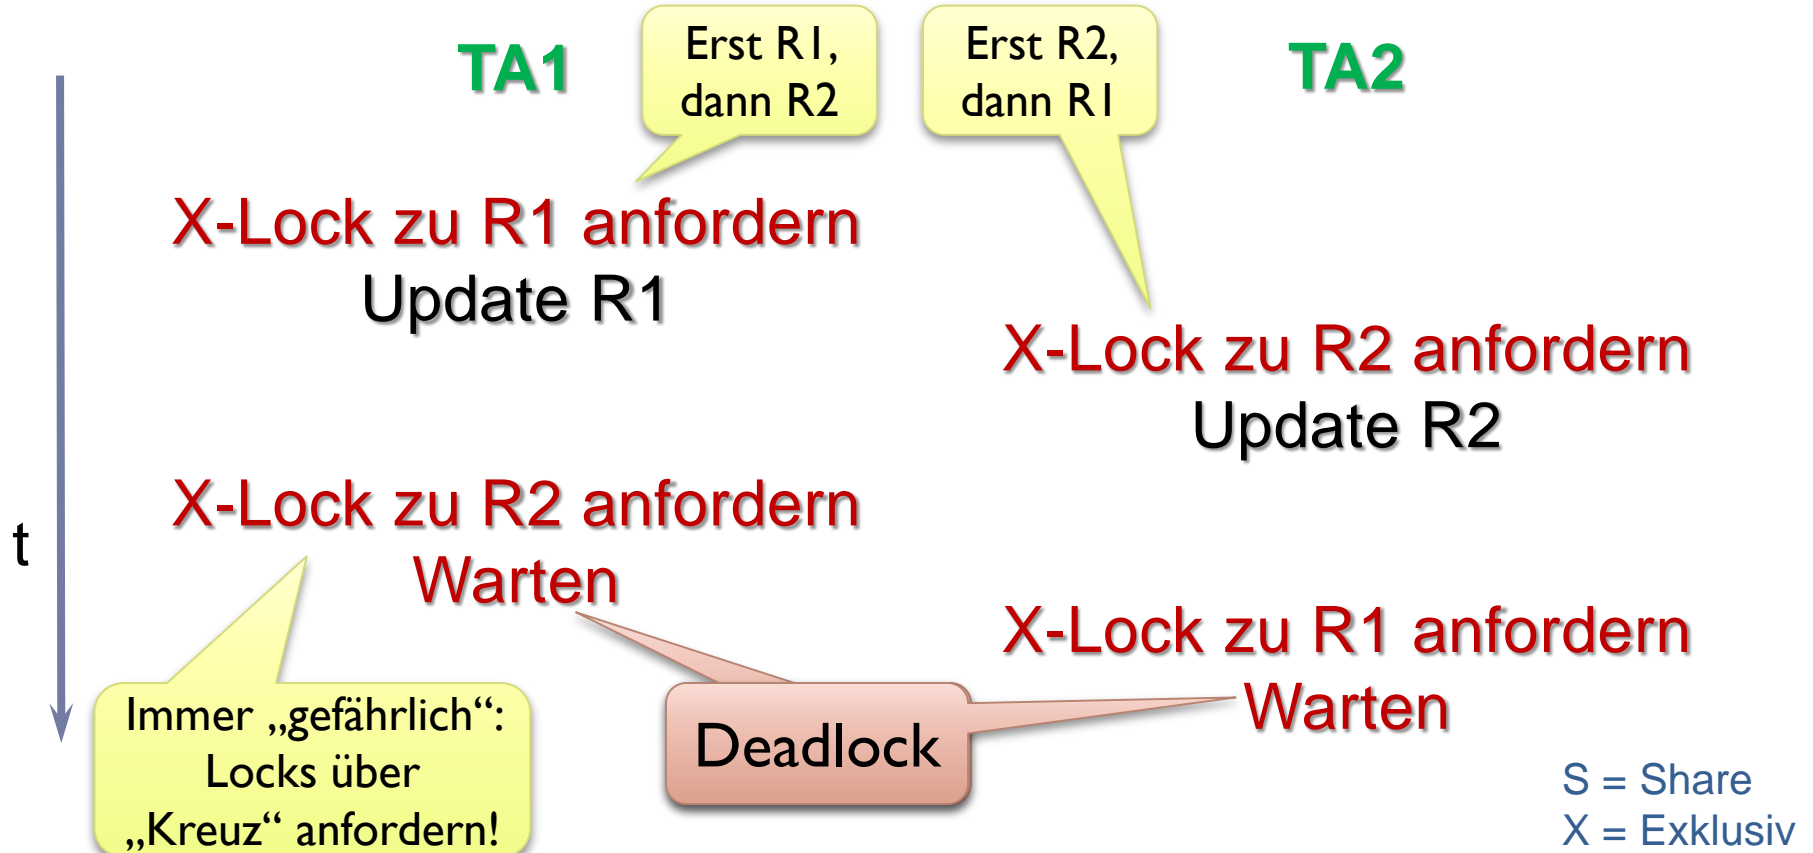 TA1
Erst R1,
dann R2
Erst R2,
dann R1
TA2
X-Lock zu R1 anfordern
Update R1
X-Lock zu R2 anfordern
Update R2
X-Lock zu R2 anfordern
Warten
t
X-Lock zu R1 anfordern
Warten
Immer „gefährlich“:
Locks über
„Kreuz“ anfordern!
Deadlock
S = Share
X = Exklusiv